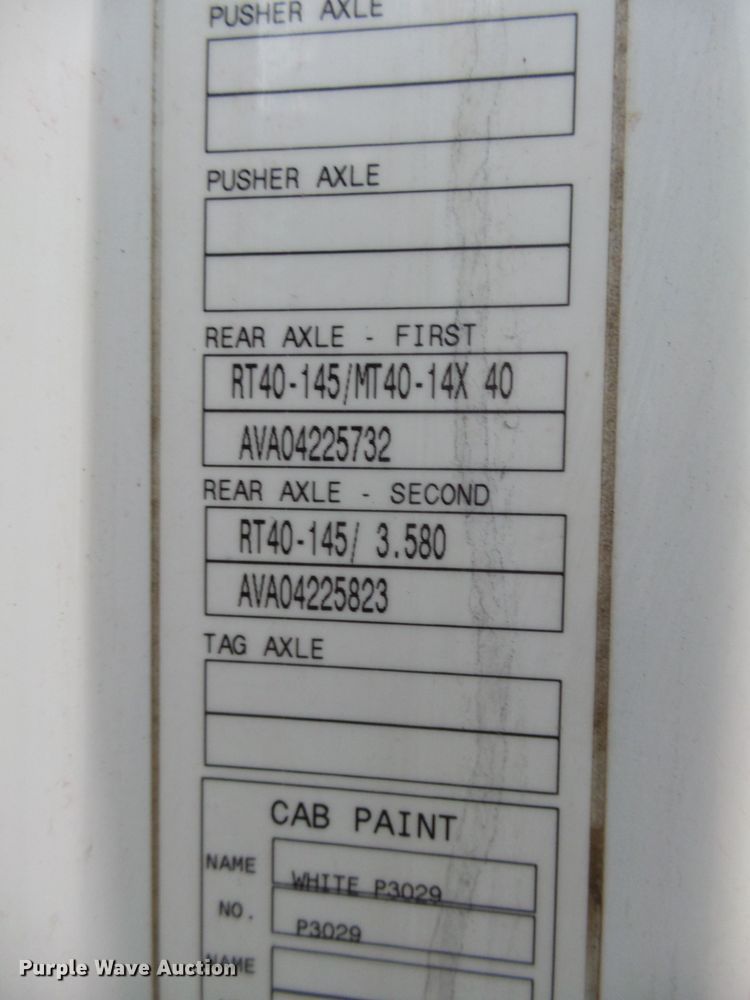 PUSHER AXLE
PUSHER AXLE
REAR AXLE - FIRST
RT40-145/MT40-14X 40
AVA04225732
REAR AXLE - SECOND
RT40-145/ 3.580
AVA04225823
TAG AXLE
CAB PAINT
NAME WHITE P3029
NO. P3029
NAME
Purple Wave Auction